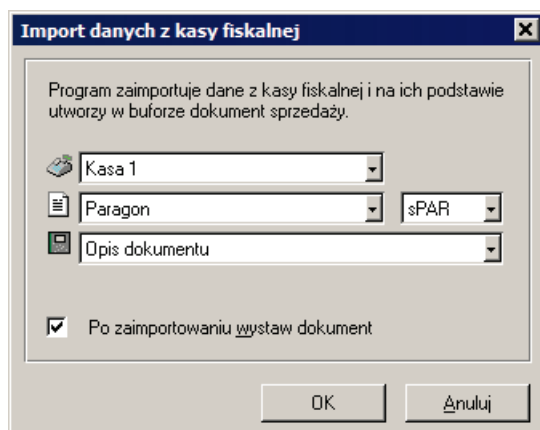 Import danych z kasy fiskalnej
Program zaimportuje dane z kasy fiskalnej i na ich podstawie
utworzy w buforze dokument sprzedaży.
Kasa 1
Paragon sPAR
Opis dokumentu
Po zaimportowaniu wystaw dokument
OK Anuluj